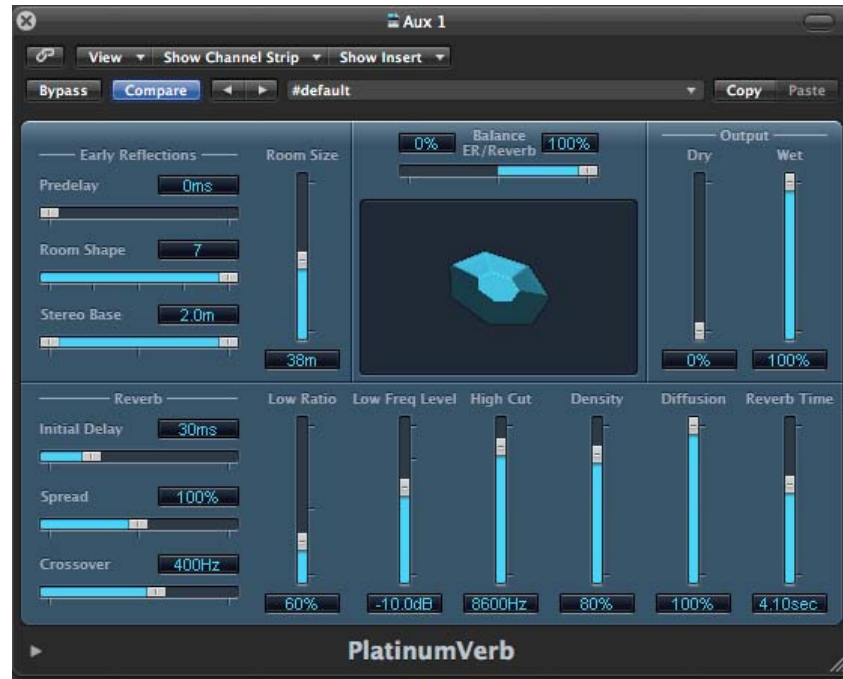 Aux 1
View Show Channel Strip Show Insert
Bypass Compare #default Copy Paste
Early Reflections
Predelay 0ms
Room Shape 7
Stereo Base 2.0m
Room Size
38m
0% Balance ER/Reverb 100%
Output
Dry Wet
0% 100%
Reverb
Initial Delay 30ms
Spread 100%
Crossover 400Hz
Low Ratio Low Freq Level High Cut Density Diffusion Reverb Time
60% -10.0dB 8600Hz 80% 100% 4.10sec
PlatinumVerb